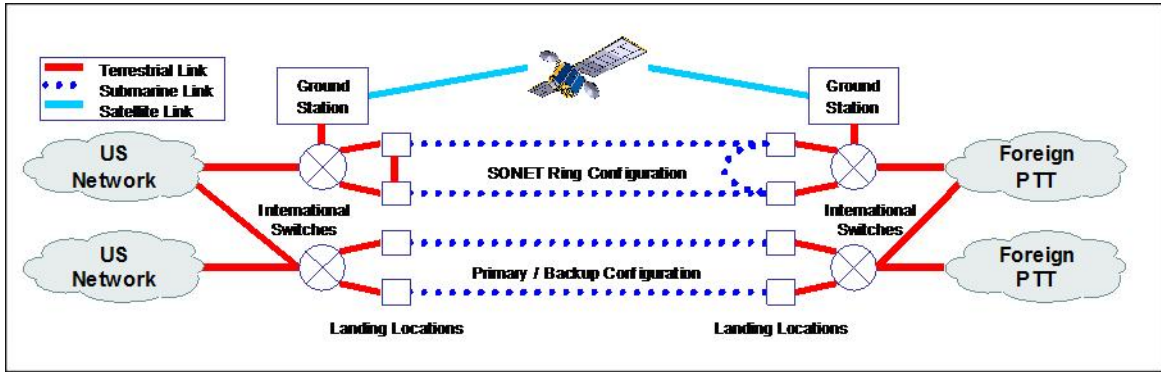 Terrestrial Link
Submarine Link
Satellite Link
Ground
Station
Ground
Station
US
Network
SONET Ring Configuration
Foreign
PTT
International
Switches
International
Switches
US
Network
Primary / Backup Configuration
Foreign
PTT
Landing Locations
Landing Locations